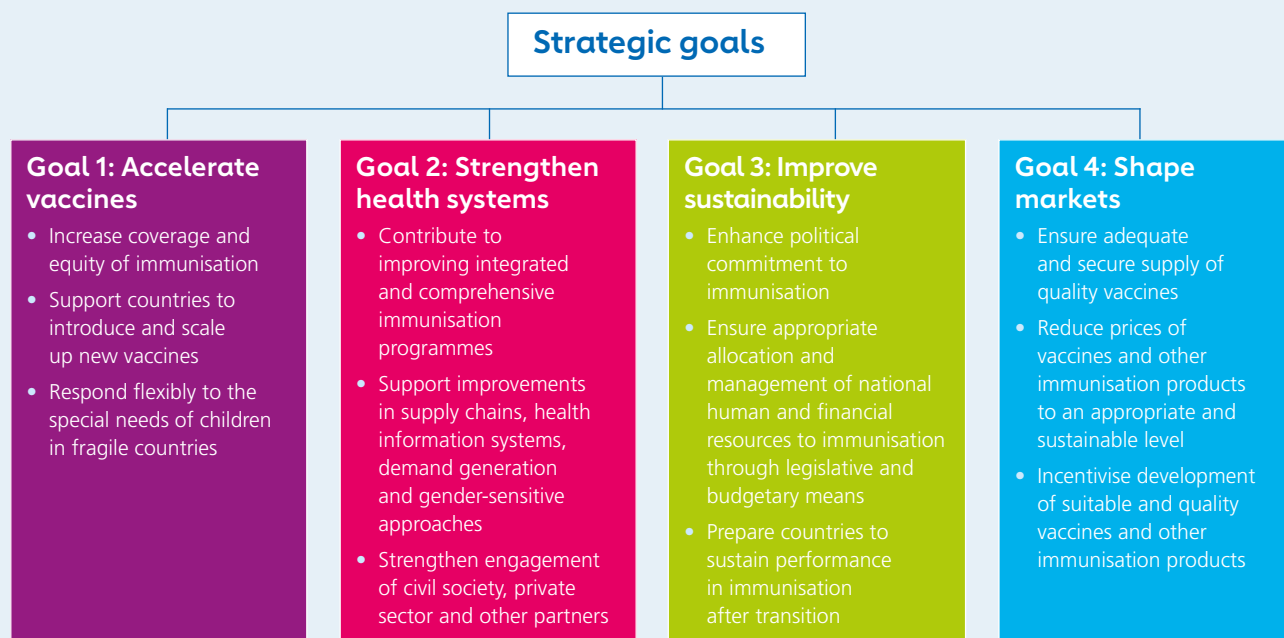 Strategic goals
Goal 1: Accelerate
vaccines
• Increase coverage and
equity of immunisation
• Support countries to
introduce and scale
up new vaccines
• Respond flexibly to the
special needs of children
in fragile countries
Goal 2: Strengthen
health systems
• Contribute to
improving integrated
and comprehensive
immunisation
programmes
• Support improvements
in supply chains, health
information systems,
demand generation
and gender-sensitive
approaches
• Strengthen engagement
of civil society, private
sector and other partners
Goal 3: Improve
sustainability
• Enhance political
commitment to
immunisation
• Ensure appropriate
allocation and
management of national
human and financial
resources to immunisation
through legislative and
budgetary means
• Prepare countries to
sustain performance
in immunisation
after transition
Goal 4: Shape
markets
• Ensure adequate
and secure supply of
quality vaccines
• Reduce prices of
vaccines and other
immunisation products
to an appropriate and
sustainable level
• Incentivise development
of suitable and quality
vaccines and other
immunisation products